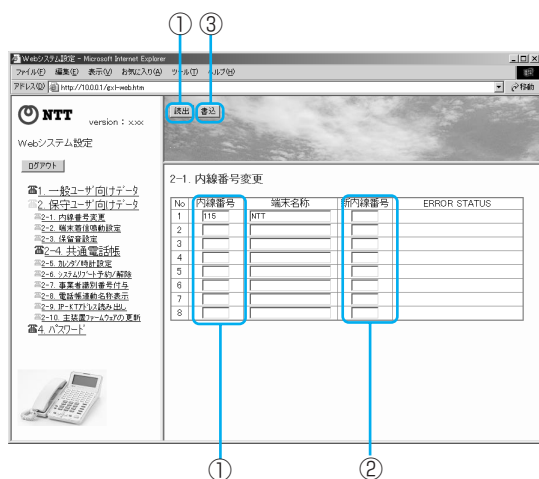 ① ③
Webシステム設定 - Microsoft Internet Explorer
ファイル(F) 編集(E) 表示(V) お気に入り(A) ツール(T) ヘルプ(H)
アドレス(D) http://10.0.0.1/gxl-web.htm 移動
NTT version : x.xx
Webシステム設定
ログアウト
1. 一般ユーザ向けデータ
2. 保守ユーザ向けデータ
2-1. 内線番号変更
2-2. 端末着信鳴動設定
2-3. 保留音設定
2-4. 共通電話帳
2-5. カレンダ/時計設定
2-6. システムリブート予約/解除
2-7. 事業者識別番号付与
2-8. 電話帳連動名称表示
2-9. IP-KTアドレス読み出し
2-10. 主装置ファームウェアの更新
4. パスワード
読出 書込
2-1. 内線番号変更
No 内線番号 端末名称 新内線番号 ERROR STATUS
1 115 NTT
2
3
4
5
6
7
8
① ②